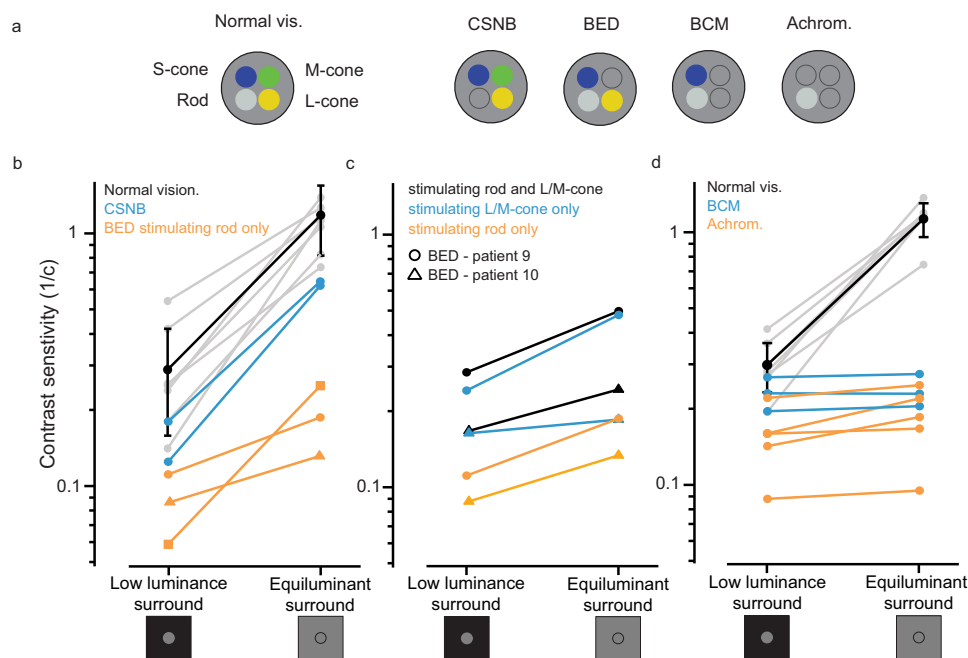 a
Normal vis.
CSNB
BED
BCM
Achrom.
S-cone
M-cone
Rod
L-cone
b
Normal vision.
CSNB
BED stimulating rod only
Contrast senstivity (1/c)
1
0.1
Low luminance
surround
Equiluminant
surround
c
stimulating rod and L/M-cone
stimulating L/M-cone only
stimulating rod only
BED - patient 9
BED - patient 10
1
0.1
Low luminance
surround
Equiluminant
surround
d
Normal vis.
BCM
Achrom.
1
0.1
Low luminance
surround
Equiluminant
surround